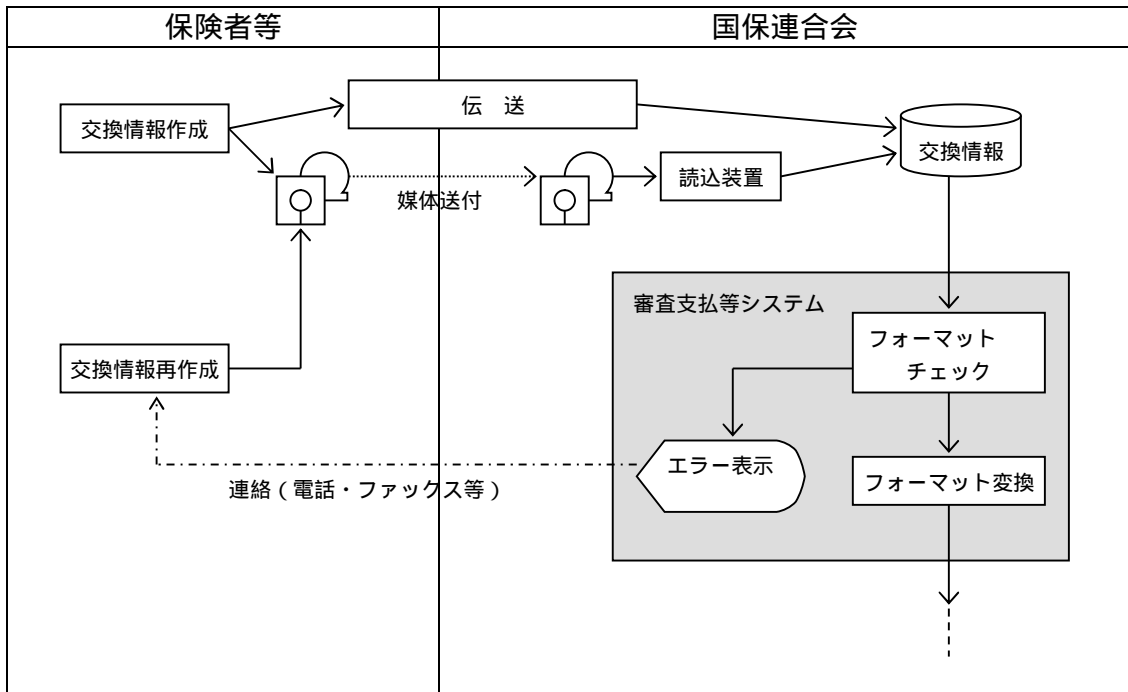 保険者等
国保連合会
伝　送
交換情報作成
交換情報
読込装置
媒体送付
審査支払等システム
フォーマット
チェック
交換情報再作成
エラー表示
フォーマット変換
連絡（電話・ファックス等）